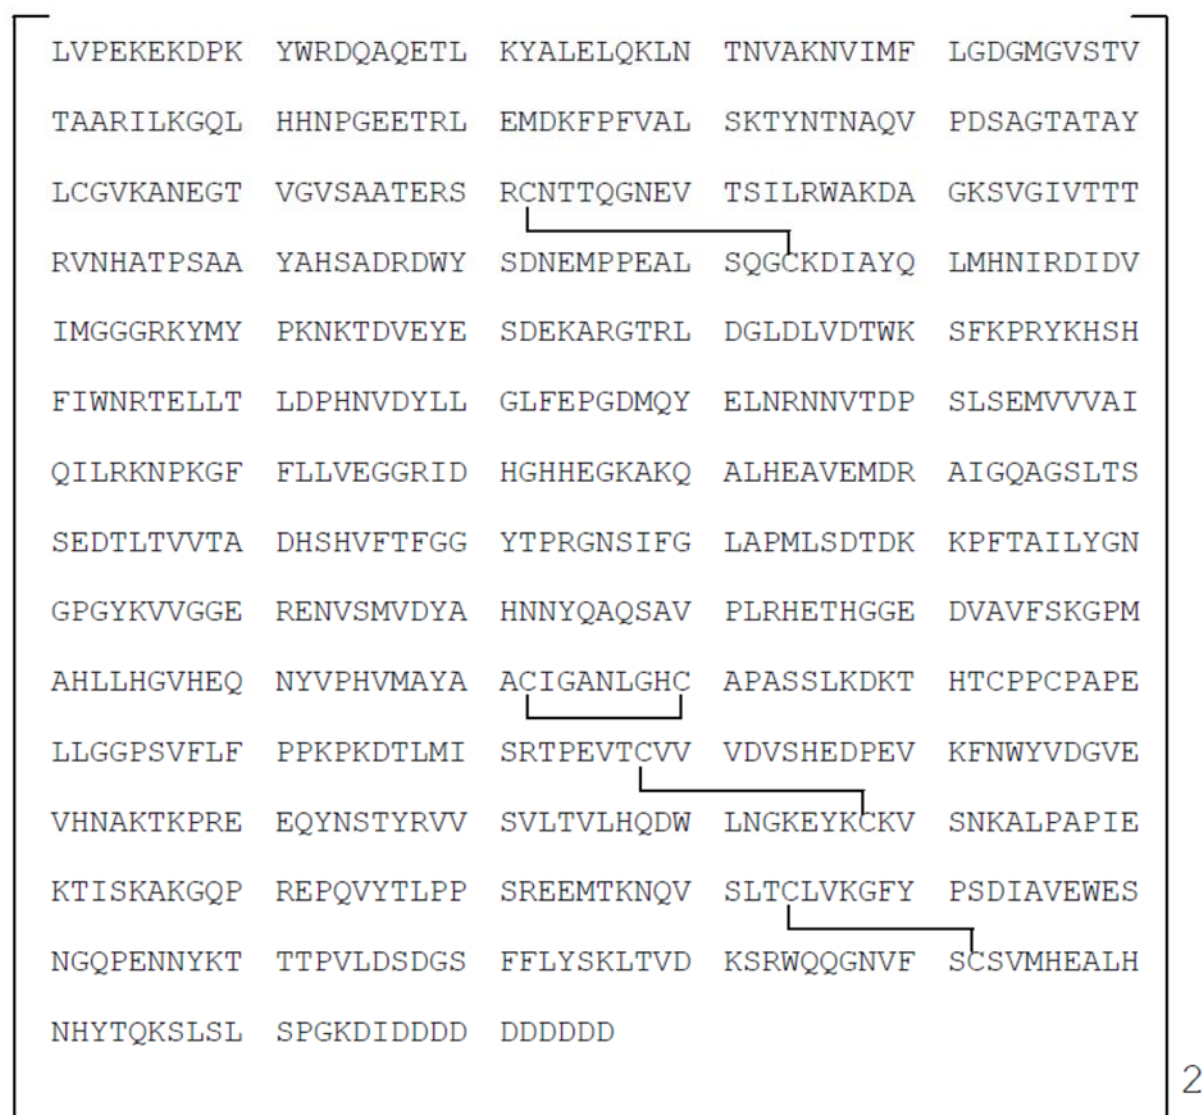 LVPEKEKDPK YWRDQAQETL KYALELQKLN TNVAKNVIMF LGDGMGVSTV
TAARILKGQL HHNPGEETRL EMDKFPFVAL SKTYNTNAQV PDSAGTATAY
LCGVKANEGT VGVSAATERS RCNTTQGNEV TSILRWAKDA GKSVGIVTTT
RVNHATPSAA YAHSADRDWY SDNEMPPEAL SQGCKDIAYQ LMHNIRDIDV
IMGGGRKYMY PKNKTDVEYE SDEKARGTRL DGLDLVDTWK SFKPRYKHSH
FIWNRTELLT LDPHNVDYLL GLFEPGDMQY ELNRNNVTDP SLSEMVVVAI
QILRKNPKGF FLLVEGGRID HGHHEGKAKQ ALHEAVEMDR AIGQAGSLTS
SEDTLTVVTA DHSHVFTFGG YTPRGNSIFG LAPMLSDTDK KPFTAILYGN
GPGYKVVGGE RENVSMVDYA HNNYQAQSAV PLRHETHGGE DVAVFSKGPM
AHLLHGVHEQ NYVPHVMAYA ACIGANLGHC APASSLKDKT HTCPPCPAPE
LLGGPSVFLF PPKPKDTLMI SRTPEVTCVV VDVSHEDPEV KFNWYVDGVE
VHNAKTKPRE EQYNSTYRVV SVLTVLHQDW LNGKEYKCKV SNKALPAPIE
KTISKAKGQP REPQVYTLPP SREEMTKNQV SLTCLVKGFY PSDIAVEWES
NGQPENNYKT TTPVLDSDGS FFLYSKLTVD KSRWQQGNVF SCSVMHEALH
NHYTQKSLSL SPGKDIDDDD DDDDDD
2